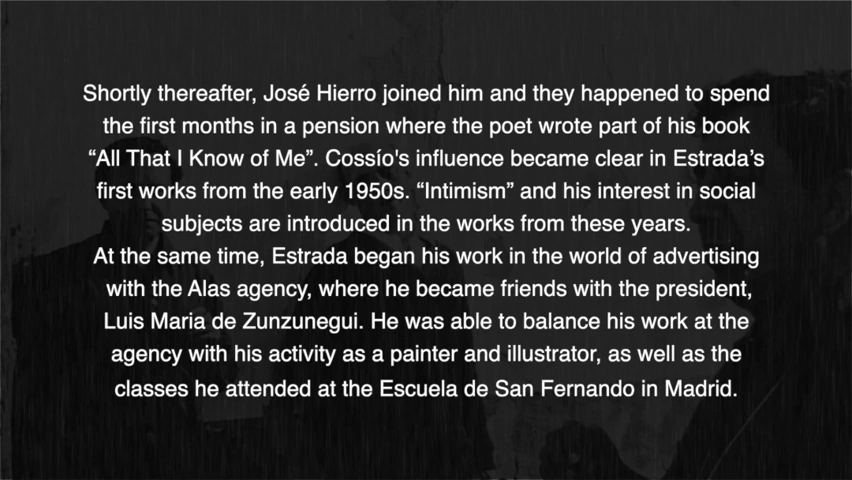 Shortly thereafter, José Hierro joined him and they happened to spend
the first months in a pension where the poet wrote part of his book
“All That I Know of Me”. Cossío's influence became clear in Estrada’s
first works from the early 1950s. “Intimism” and his interest in social
subjects are introduced in the works from these years.
At the same time, Estrada began his work in the world of advertising
with the Alas agency, where he became friends with the president,
Luis Maria de Zunzunegui. He was able to balance his work at the
agency with his activity as a painter and illustrator, as well as the
classes he attended at the Escuela de San Fernando in Madrid.